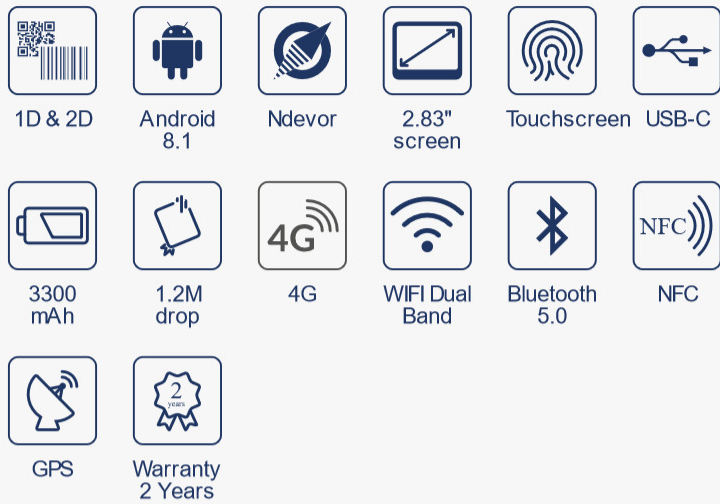 1D & 2D
Android
8.1
Ndevor
2.83"
screen
Touchscreen
USB-C
4G
NFC
3300
mAh
1.2M
drop
4G
WIFI Dual
Band
Bluetooth
5.0
NFC
2
years
GPS
Warranty
2 Years